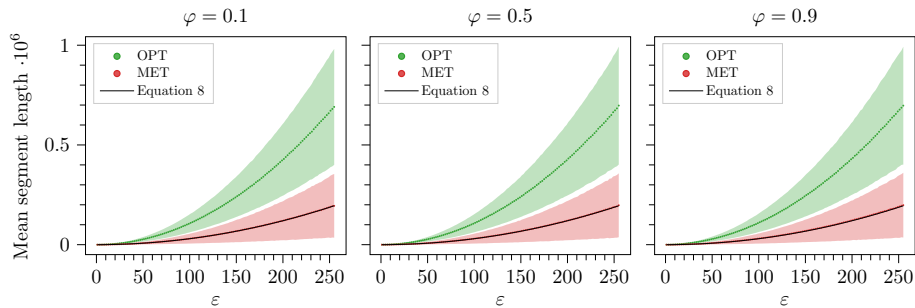 φ = 0.1
φ = 0.5
φ = 0.9
Mean segment length ·10⁶
1
0.5
0
OPT
MET
Equation 8
OPT
MET
Equation 8
OPT
MET
Equation 8
0 50 100 150 200 250
0 50 100 150 200 250
0 50 100 150 200 250
ε
ε
ε